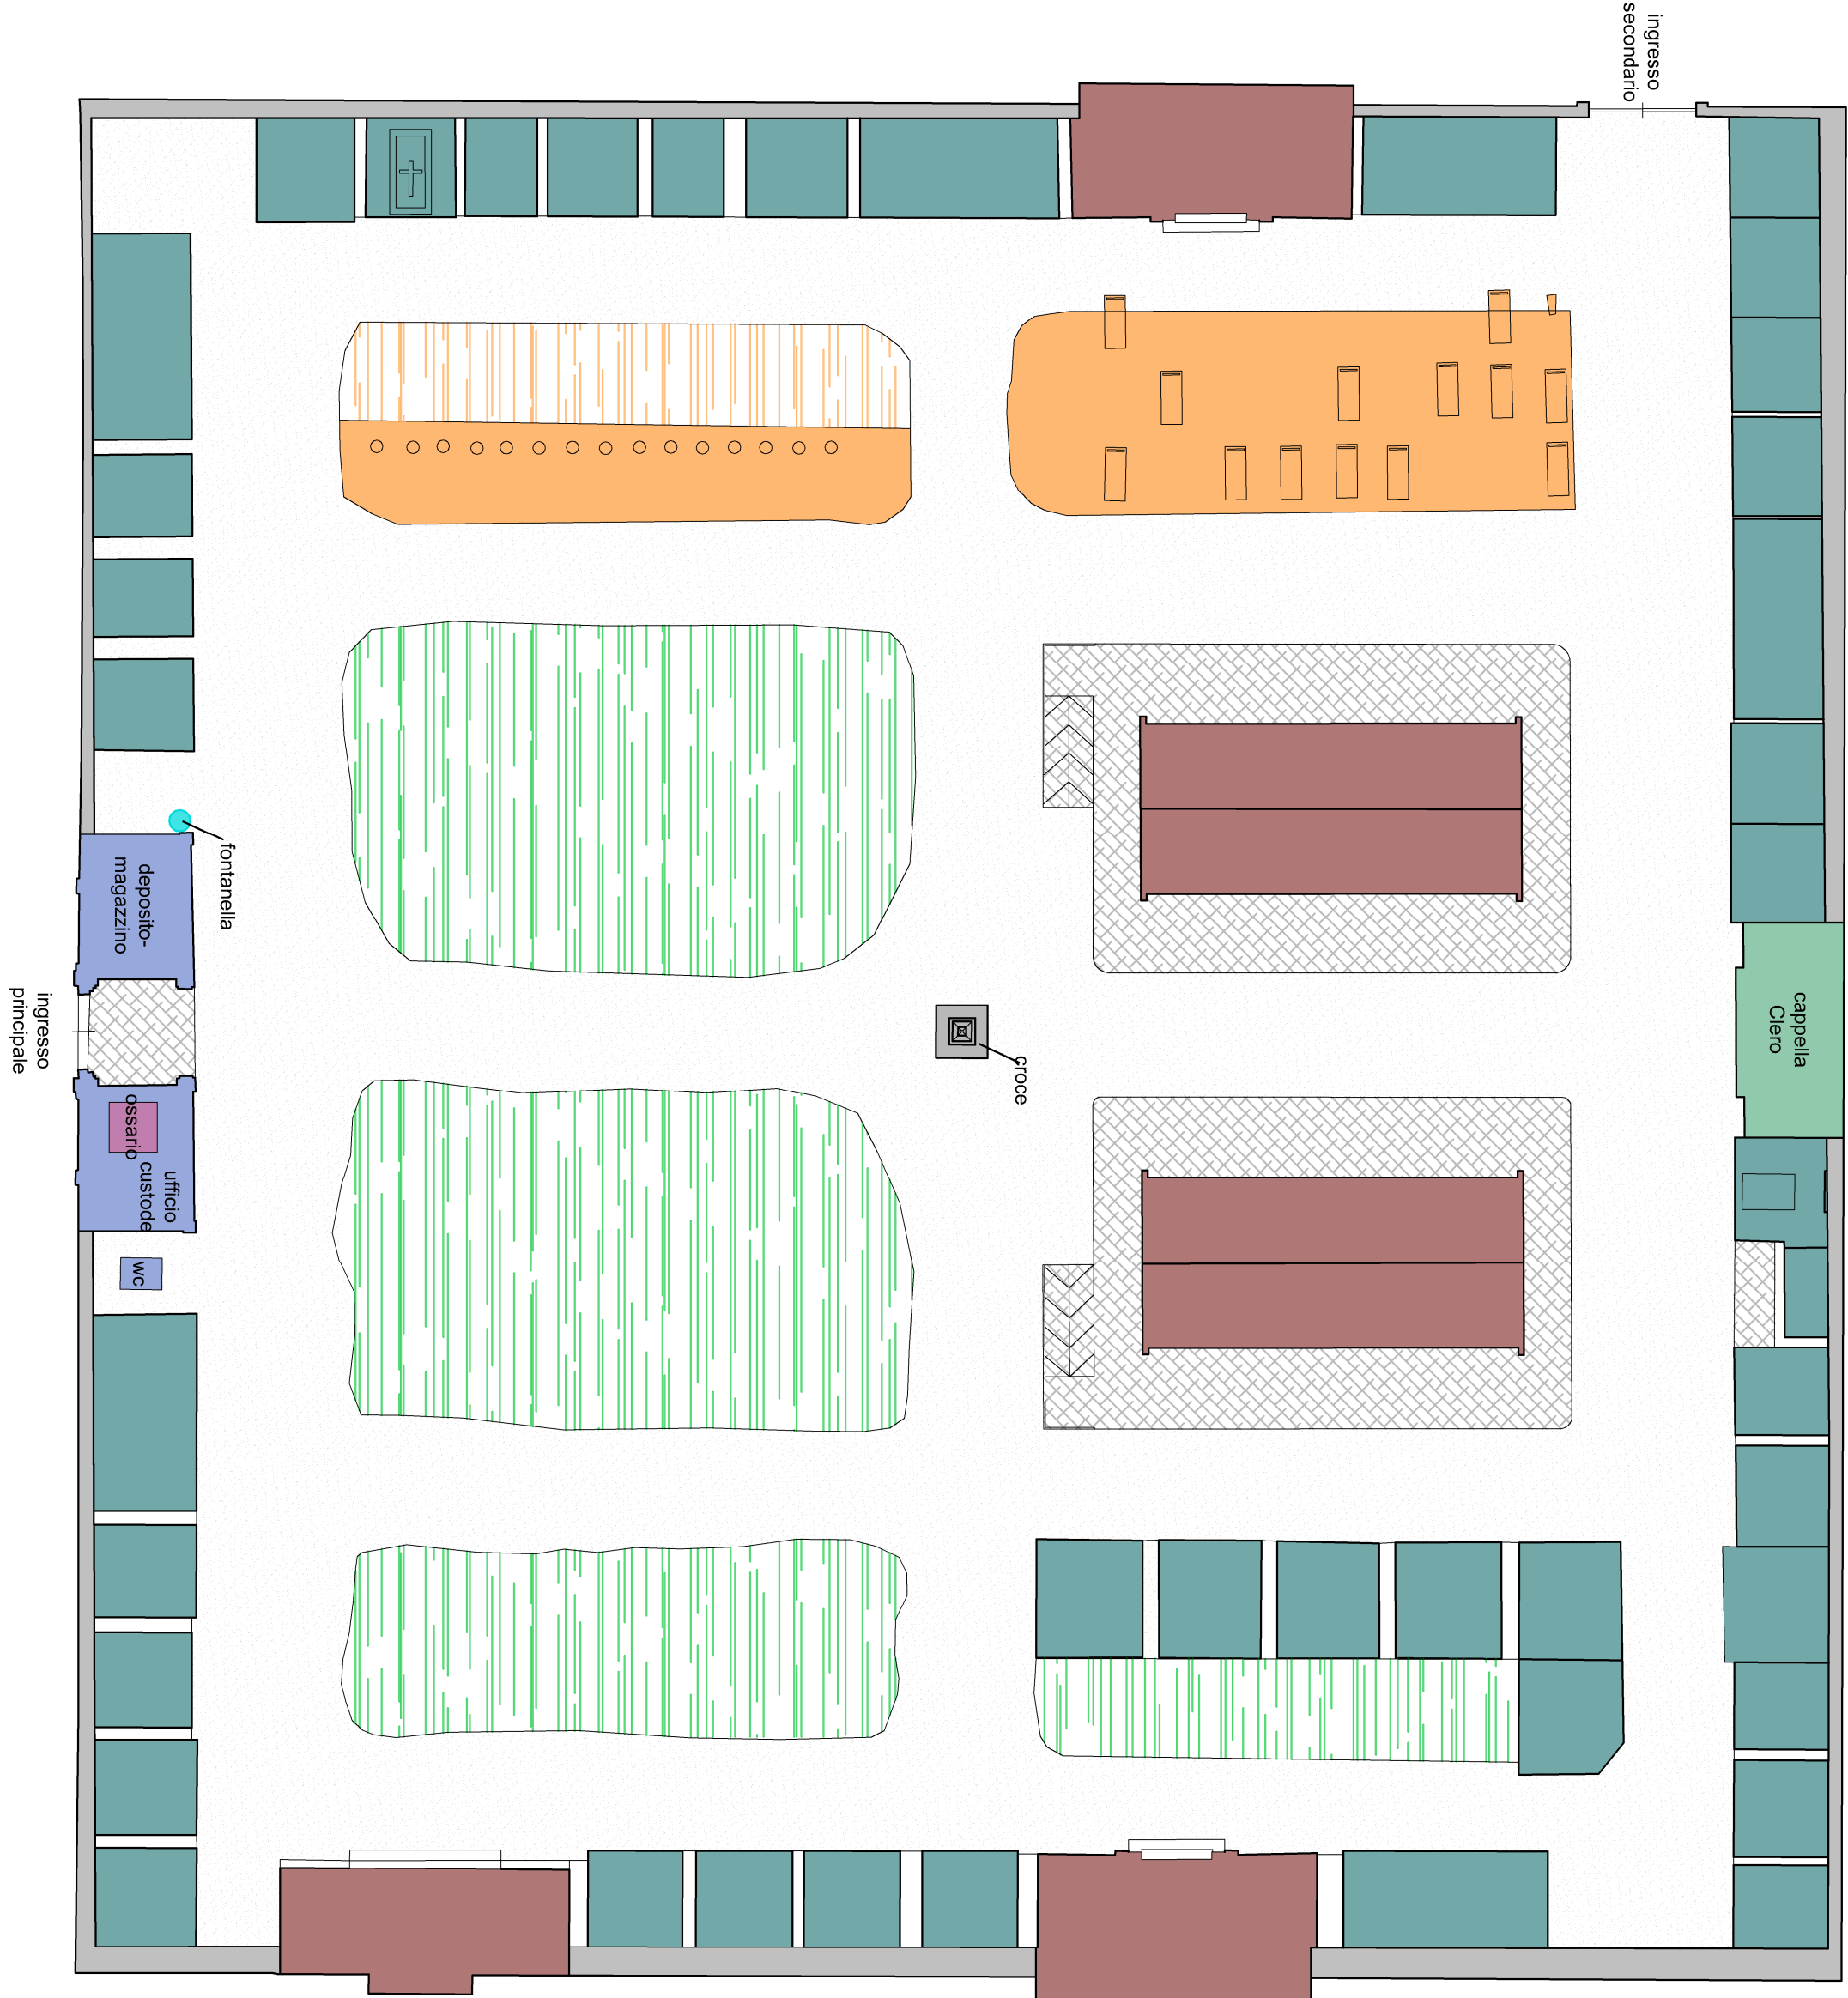 ingresso
secondario
fontanella
deposito-
magazzino
ingresso
principale
croce
cappella
Clero
ossario
ufficio
custode
wc